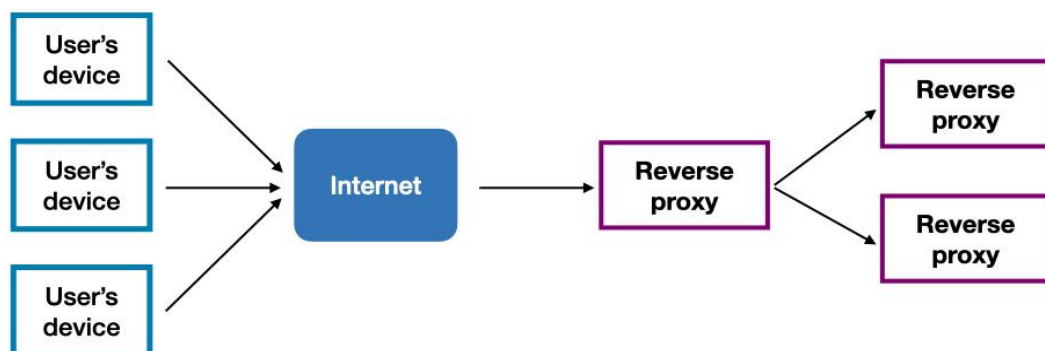 User's
device
User's
device
User's
device
Internet
Reverse
proxy
Reverse
proxy
Reverse
proxy